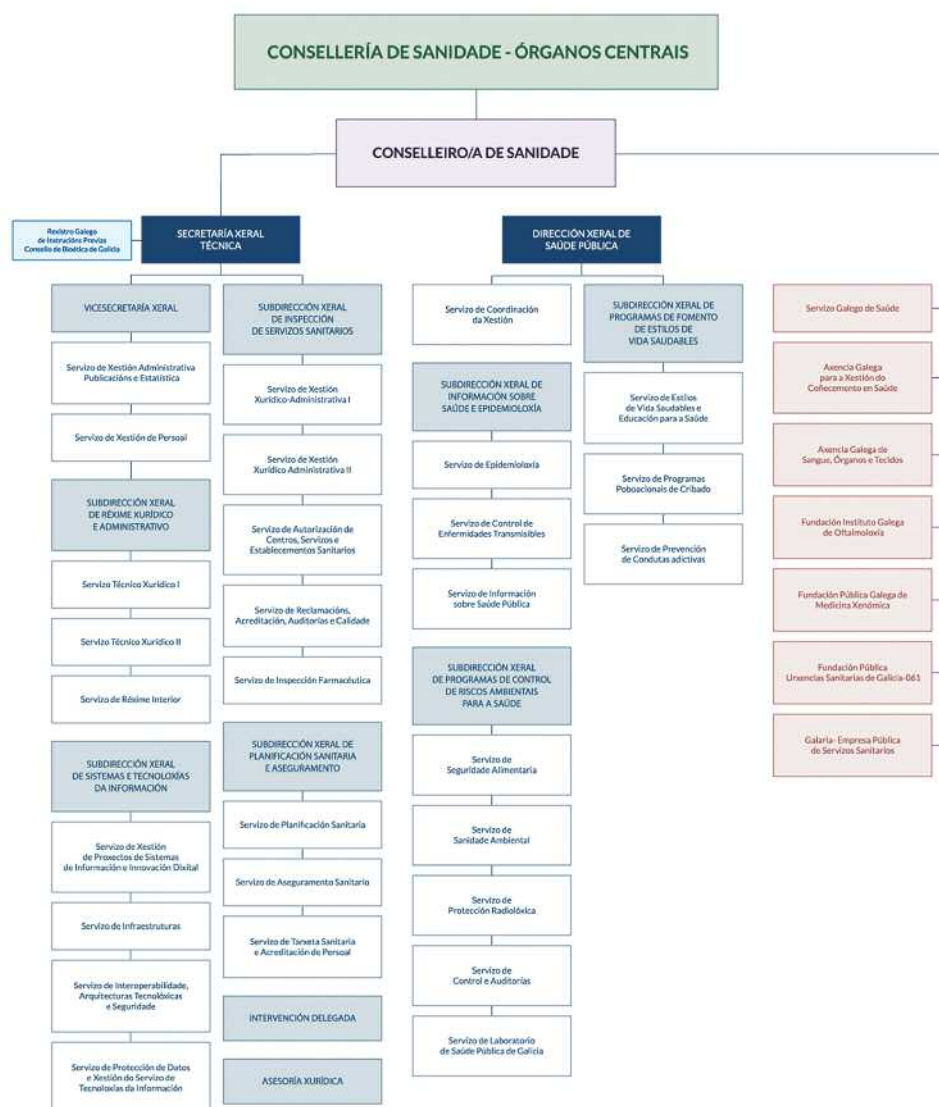 CONSELLERÍA DE SANIDADE - ÓRGANOS CENTRAIS
CONSELLEIRO/A DE SANIDADE
Rexistro Galego
de Instrucións Previas
Consello de Bioética de Galicia
SECRETARÍA XERAL
TÉCNICA
DIRECCIÓN XERAL DE
SAÚDE PÚBLICA
VICESECRETARÍA XERAL
Servizo de Xestión Administrativa
Publicacións e Estatística
Servizo de Xestión de Persoal
SUBDIRECCIÓN XERAL
DE RÉXIME XURÍDICO
E ADMINISTRATIVO
Servizo Técnico Xurídico I
Servizo Técnico Xurídico II
Servizo de Réxime Interior
SUBDIRECCIÓN XERAL
DE SISTEMAS E TECNOLOXÍAS
DA INFORMACIÓN
Servizo de Xestión
de Proxectos de Sistemas
de Información e Innovación Dixital
Servizo de Infraestruturas
Servizo de Interoperabilidade,
Arquitecturas Tecnolóxicas
e Seguridade
Servizo de Protección de Datos
e Xestión do Servizo de
Tecnoloxías da Información
SUBDIRECCIÓN XERAL
DE INSPECCIÓN
DE SERVIZOS SANITARIOS
Servizo de Xestión
Xurídico-Administrativa I
Servizo de Xestión
Xurídico Administrativa II
Servizo de Autorización de
Centros, Servizos e
Establecementos Sanitarios
Servizo de Reclamacións,
Acreditación, Auditorías e Calidade
Servizo de Inspección Farmacéutica
SUBDIRECCIÓN XERAL DE
PLANIFICACIÓN SANITARIA
E ASEGURAMENTO
Servizo de Planificación Sanitaria
Servizo de Aseguramento Sanitario
Servizo de Tarxeta Sanitaria
e Acreditación de Persoal
INTERVENCIÓN DELEGADA
ASESORÍA XURÍDICA
Servizo de Coordinación
da Xestión
SUBDIRECCIÓN XERAL DE
INFORMACIÓN SOBRE
SAÚDE E EPIDEMIOLOXÍA
Servizo de Epidemioloxía
Servizo de Control de
Enfermidades Transmisibles
Servizo de Información
sobre Saúde Pública
SUBDIRECCIÓN XERAL
DE PROGRAMAS DE CONTROL
DE RISCOS AMBIENTAIS
PARA A SAÚDE
Servizo de
Seguridade Alimentaria
Servizo de
Sanidade Ambiental
Servizo de
Protección Radiolóxica
Servizo de
Control e Auditorías
Servizo de Laboratorio
de Saúde Pública de Galicia
SUBDIRECCIÓN XERAL DE
PROGRAMAS DE FOMENTO
DE ESTILOS DE
VIDA SAUDABLES
Servizo de Estilos
de Vida Saudables e
Educación para a Saúde
Servizo de Programas
Poboacionais de Cribado
Servizo de Prevención
de Condutas adictivas
Servizo Galego de Saúde
Axencia Galega
para a Xestión do
Coñecemento en Saúde
Axencia Galega de
Sangue, Órganos e Tecidos
Fundación Instituto Galega
de Oftalmoloxía
Fundación Pública Galega de
Medicina Xenómica
Fundación Pública
Urxencias Sanitarias de Galicia-061
Galaria- Empresa Pública
de Servizos Sanitarios